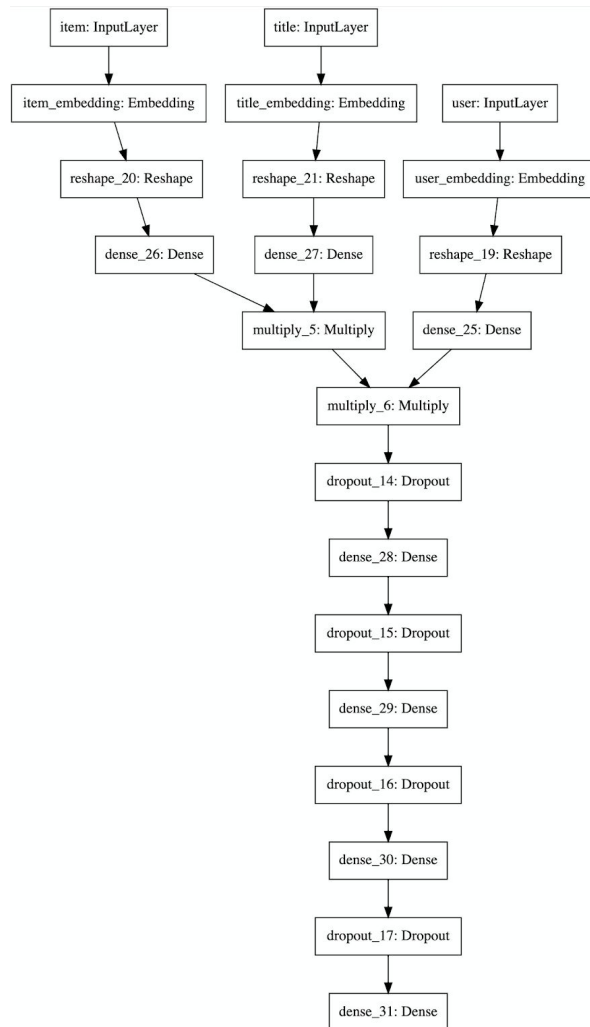 item: InputLayer
title: InputLayer
item_embedding: Embedding
title_embedding: Embedding
user: InputLayer
reshape_20: Reshape
reshape_21: Reshape
user_embedding: Embedding
dense_26: Dense
dense_27: Dense
reshape_19: Reshape
multiply_5: Multiply
dense_25: Dense
multiply_6: Multiply
dropout_14: Dropout
dense_28: Dense
dropout_15: Dropout
dense_29: Dense
dropout_16: Dropout
dense_30: Dense
dropout_17: Dropout
dense_31: Dense